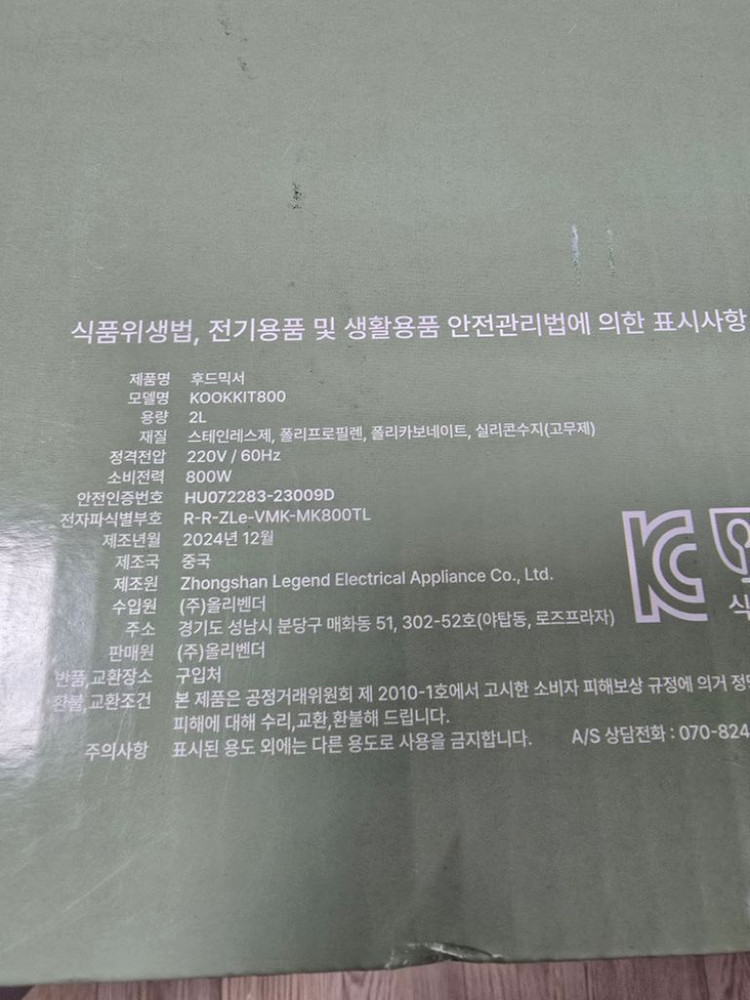 식품위생법, 전기용품 및 생활용품 안전관리법에 의한 표시사항
제품명 후드믹서
모델명 KOOKKIT800
용량 2L
재질 스테인레스제, 폴리프로필렌, 폴리카보네이트, 실리콘수지(고무제)
정격전압 220V / 60Hz
소비전력 800W
안전인증번호 HU072283-23009D
전자파식별부호 R-R-ZLe-VMK-MK800TL
제조년월 2024년 12월
제조국 중국
제조원 Zhongshan Legend Electrical Appliance Co., Ltd.
수입원 (주)올리벤더
주소 경기도 성남시 분당구 매화동 51, 302-52호(야탑동, 로즈프라자)
판매원 (주)올리벤더
반품,교환장소 구입처
환불,교환조건 본 제품은 공정거래위원회 제 2010-1호에서 고시한 소비자 피해보상 규정에 의거
피해에 대해 수리,교환,환불해 드립니다.
주의사항 표시된 용도 외에는 다른 용도로 사용을 금지합니다. A/S 상담전화 : 070-824
KC
식